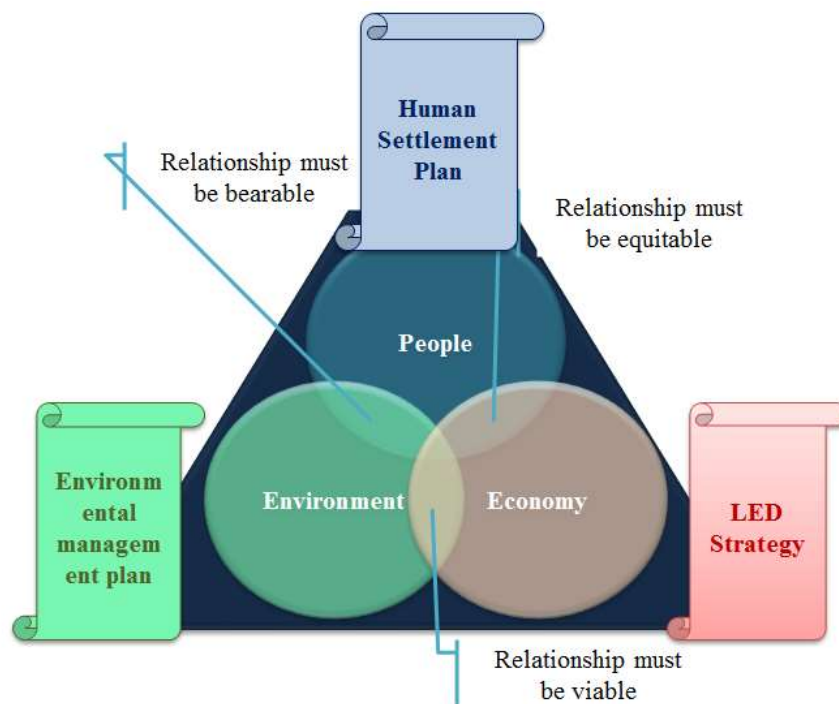 Human
Settlement
Plan
Relationship must
be bearable
Relationship must
be equitable
People
Environm
ental
managem
ent plan
Environment
Economy
LED
Strategy
Relationship must
be viable